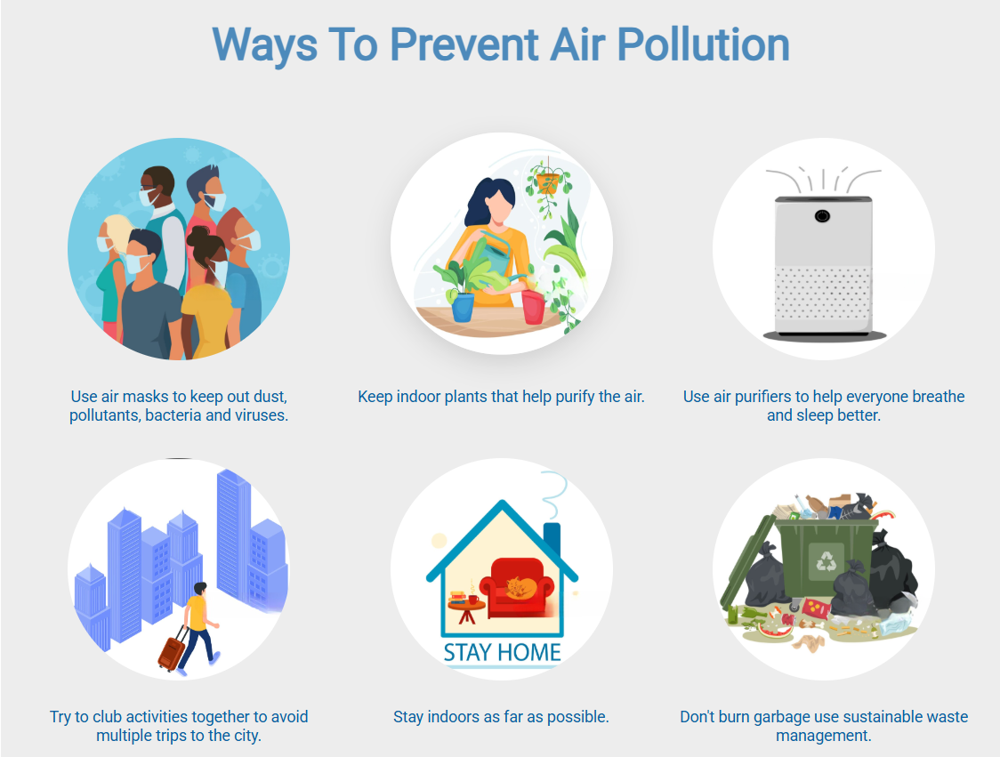 Ways To Prevent Air Pollution
Use air masks to keep out dust,
pollutants, bacteria and viruses.
Keep indoor plants that help purify the air.
Use air purifiers to help everyone breathe
and sleep better.
STAY HOME
Try to club activities together to avoid
multiple trips to the city.
Stay indoors as far as possible.
Don't burn garbage use sustainable waste
management.